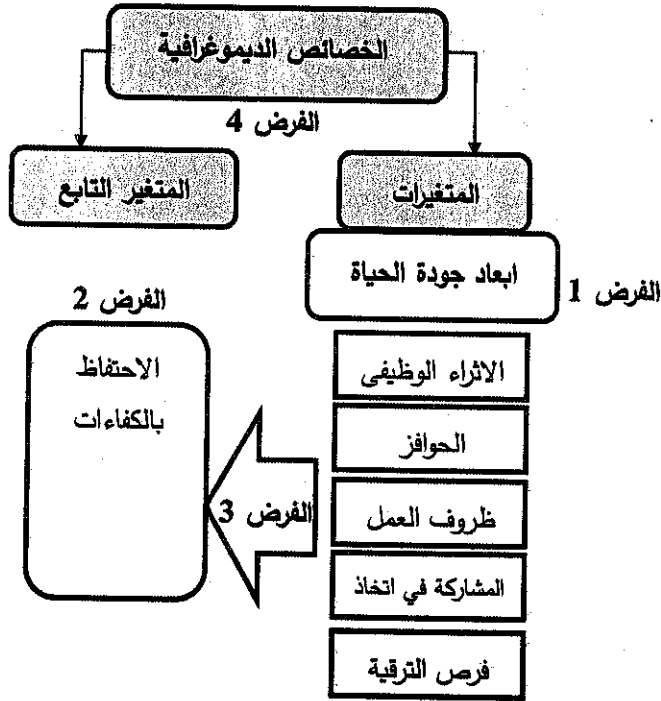 الخصائص الديموغرافية
الفرض 4
المتغيرات
المتغير التابع
ابعاد جودة الحياة
الفرض 1
الفرض 2
الاحتفاظ
بالكفاءات
الاثراء الوظيفى
الحوافز
ظروف العمل
الفرض 3
المشاركة في اتخاذ
فرص الترقية